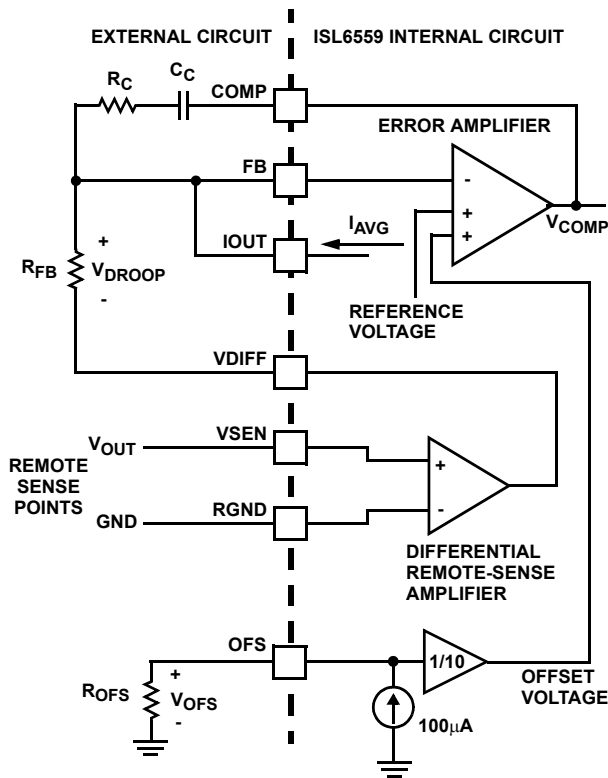 EXTERNAL CIRCUIT
ISL6559 INTERNAL CIRCUIT
RC
CC
COMP
ERROR AMPLIFIER
FB
-
+
+
VCOMP
IAVG
IOUT
+
RFB
VDROOP
-
REFERENCE
VOLTAGE
VDIFF
VSEN
VOUT
+
REMOTE
SENSE
POINTS
RGND
GND
-
DIFFERENTIAL
REMOTE-SENSE
AMPLIFIER
OFS
1/10
+
ROFS
VOFS
-
OFFSET
VOLTAGE
100µA